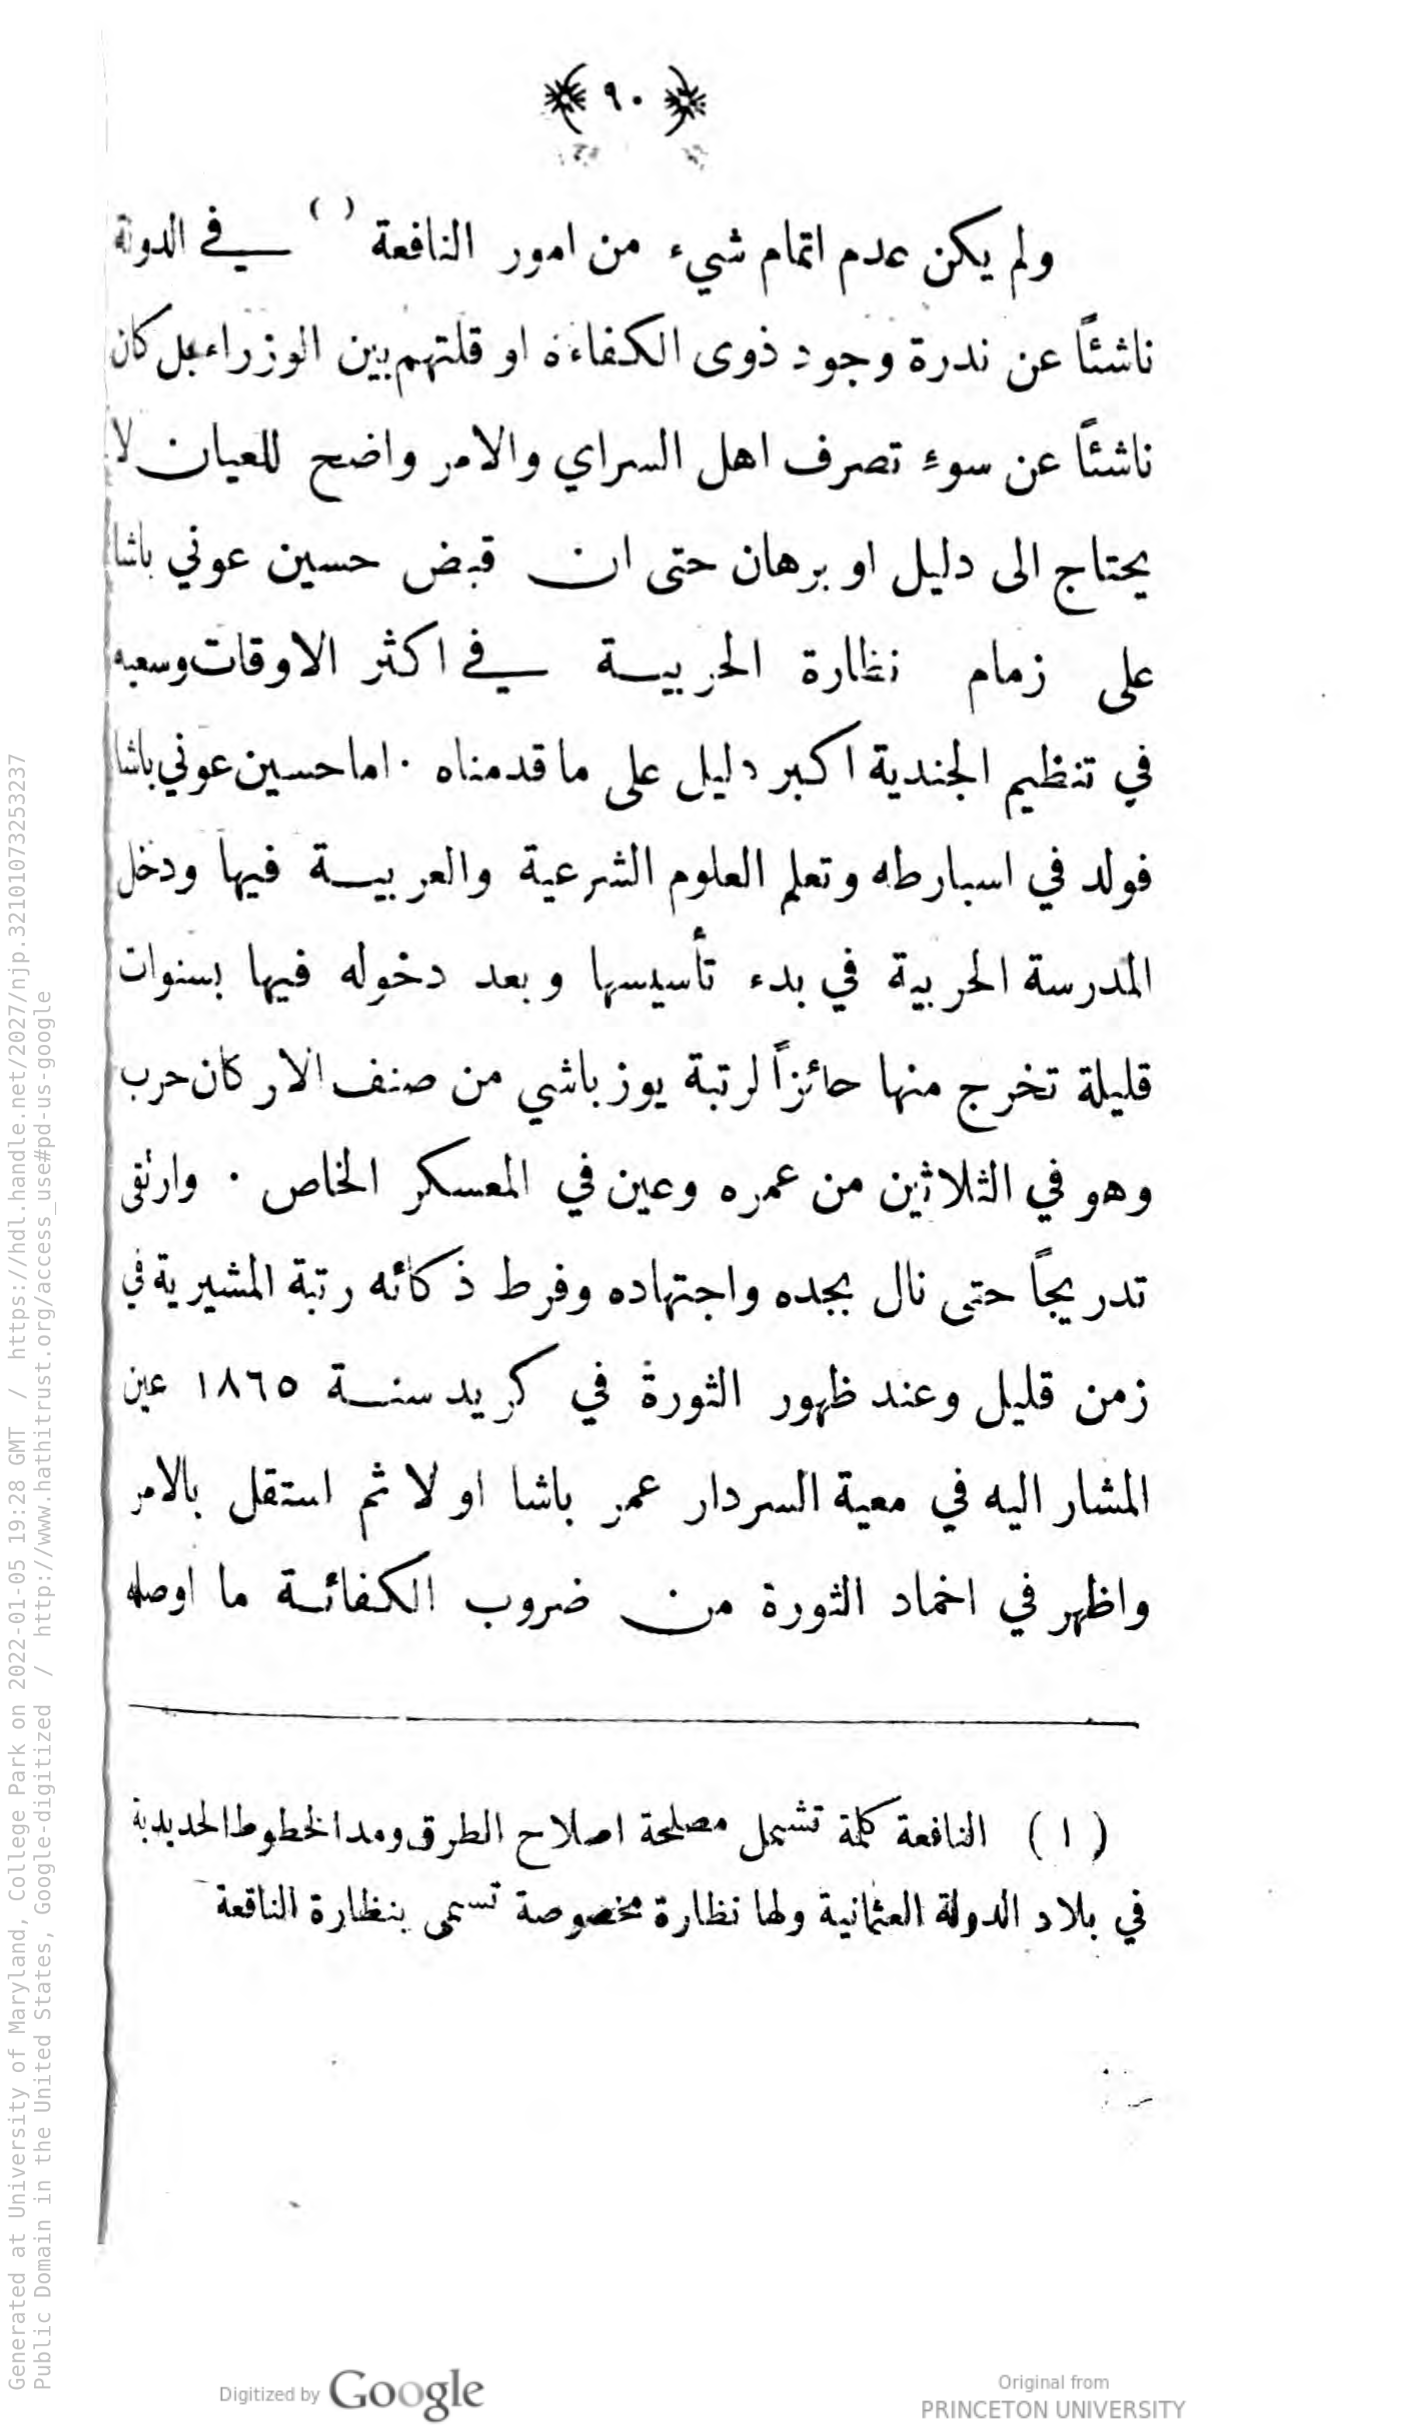 ٩٠
ولم يكن عدم اتمام شيء من امور النافعة ( ) في الدولة
ناشئًا عن ندرة وجود ذوى الكفاءة او قلتهم بين الوزراء بل كان
ناشئًا عن سوء تصرف اهل السراي والامر واضح للعيان لا
يحتاج الى دليل او برهان حتى ان قبض حسين عوني باشا
على زمام نظارة الحربية في اكثر الاوقات وسعيه
في تنظيم الجندية اكبر دليل على ما قدمناه · اما حسين عوني باشا
فولد في اسبارطه وتعلم العلوم الشرعية والعربية فيها ودخل
المدرسة الحربية في بدء تأسيسها وبعد دخوله فيها بسنوات
قليلة تخرج منها حائزًا لرتبة يوزباشي من صنف الاركان حرب
وهو في الثلاثين من عمره وعين في المعسكر الخاص · وارتقى
تدريجًا حتى نال بجده واجتهاده وفرط ذكائه رتبة المشيرية في
زمن قليل وعند ظهور الثورة في كريد سنة ١٨٦٥ عين
المشار اليه في معية السردار عمر باشا اولا ثم استقل بالامر
واظهر في اخماد الثورة من ضروب الكفائة ما اوصله
(١) النافعة كلمة تشمل مصلحة اصلاح الطرق ومد الخطوط الحديدية
في بلاد الدولة العثمانية ولها نظارة مخصوصة تسمى بنظارة الناقعة
Generated at University of Maryland, College Park on 2022-01-05 19:28 GMT / https://hdl.handle.net/2027/njp.32101073253237
Public Domain in the United States, Google-digitized / http://www.hathitrust.org/access_use#pd-us-google
Digitized by Google
Original from
PRINCETON UNIVERSITY